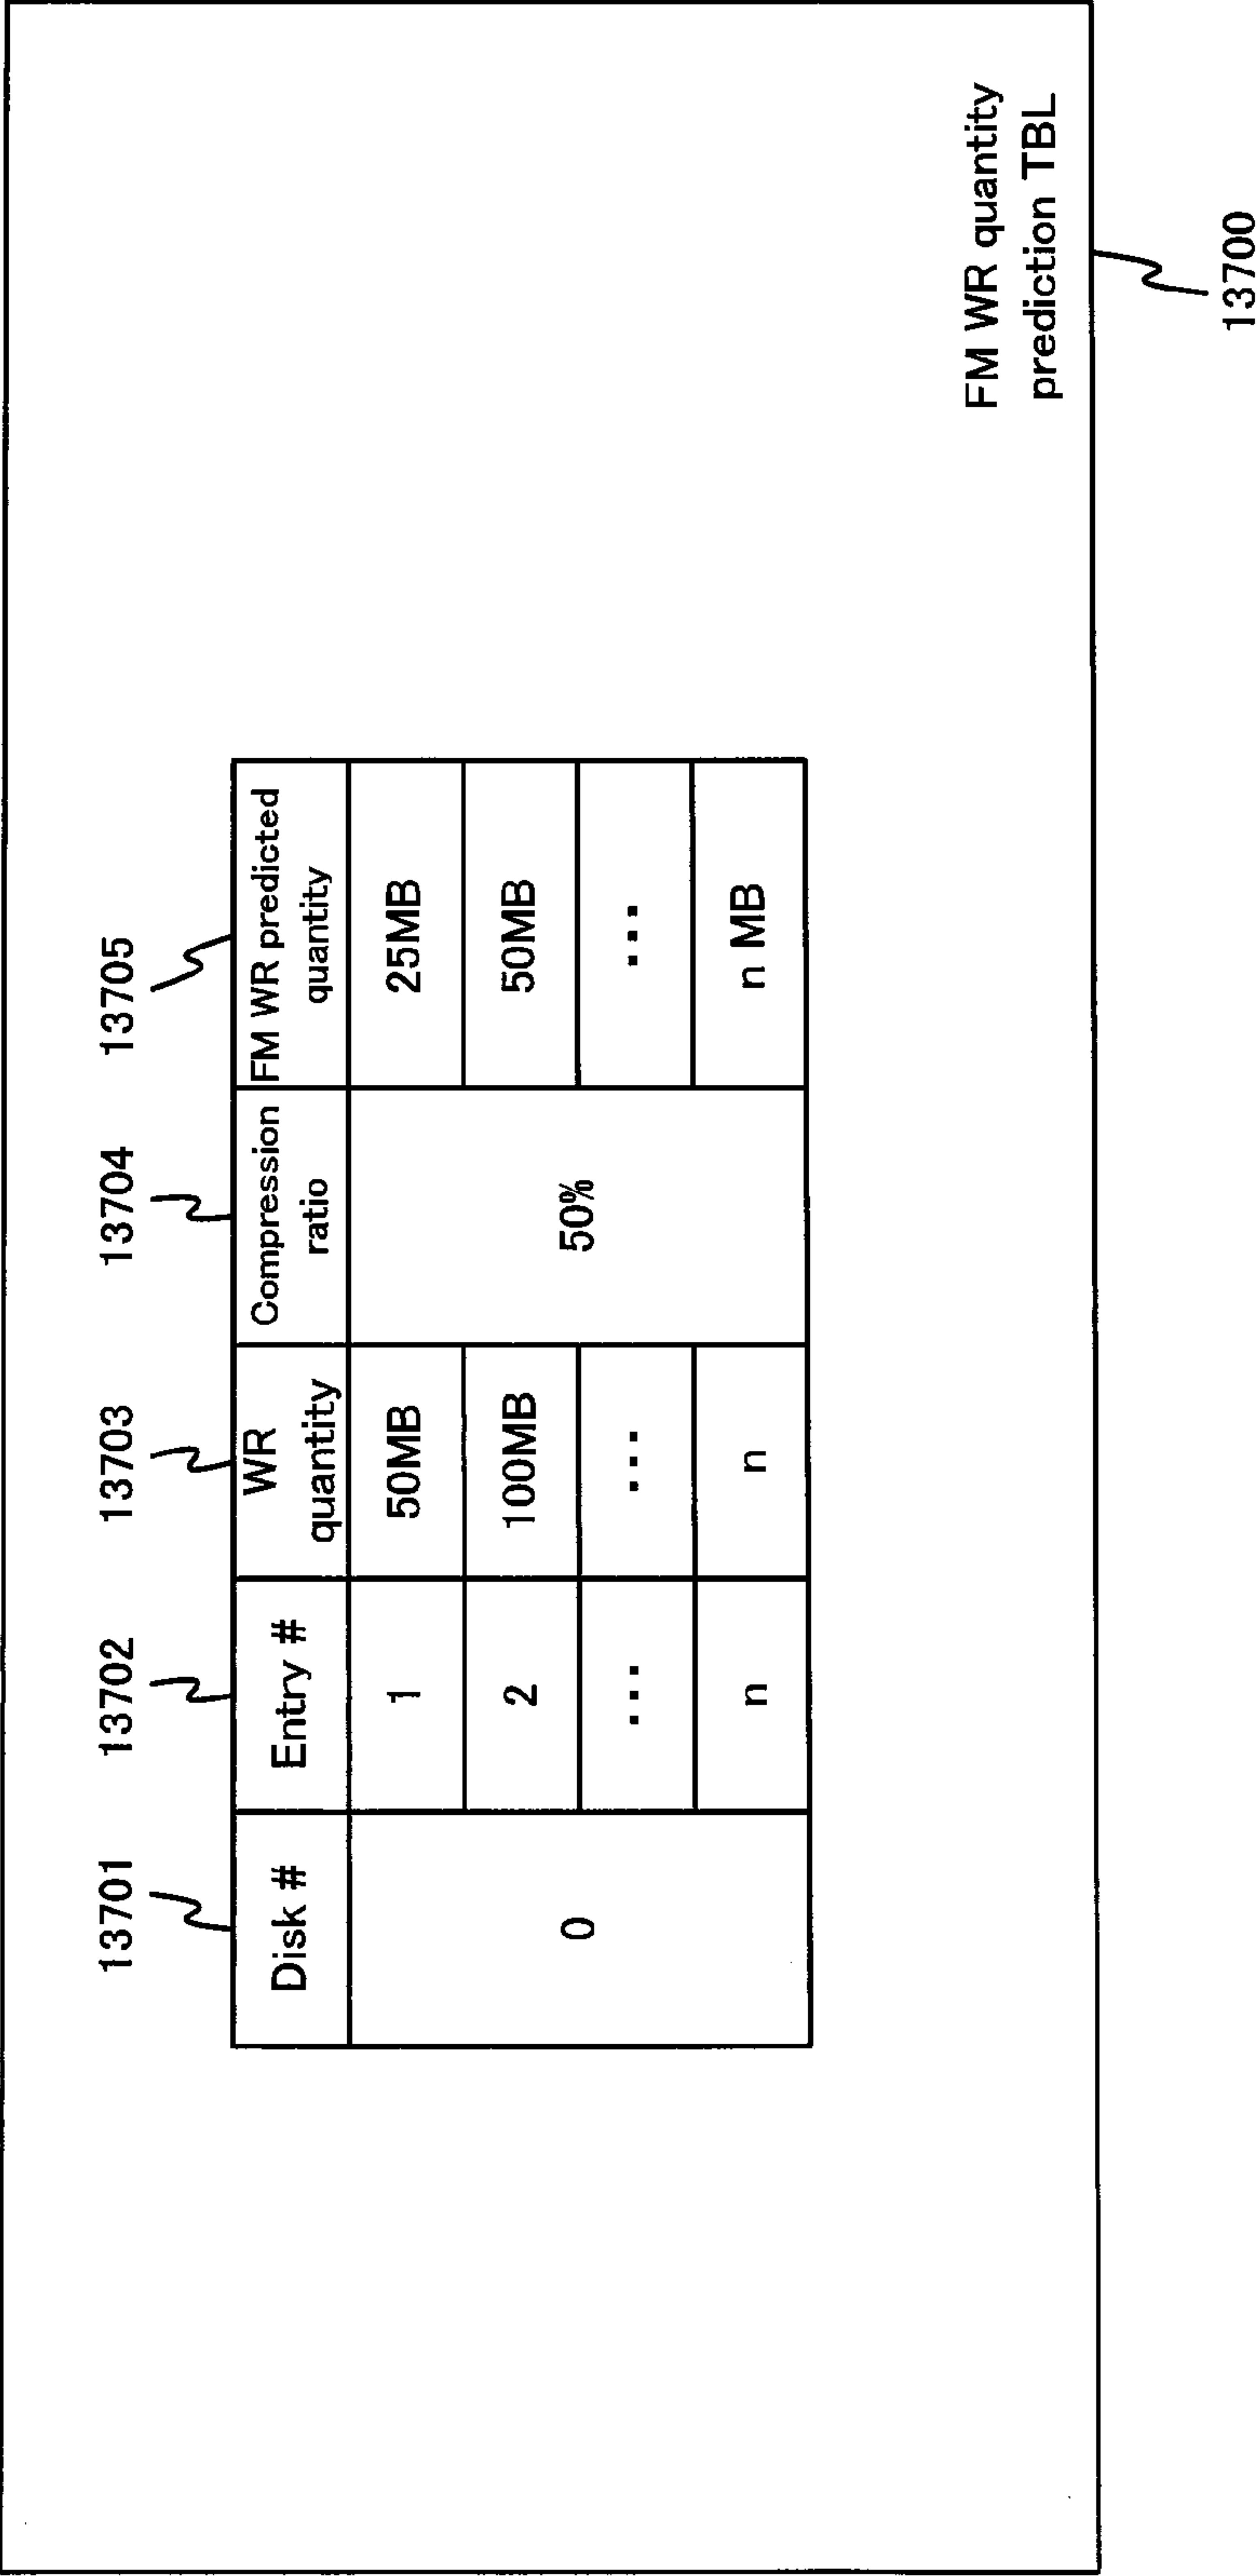 13701 13702 13703 13704 13705
Disk # Entry # WR quantity Compression ratio FM WR predicted quantity
0 1 50MB 50% 25MB
2 100MB 50MB
... ... ...
n n n MB
FM WR quantity
prediction TBL
13700